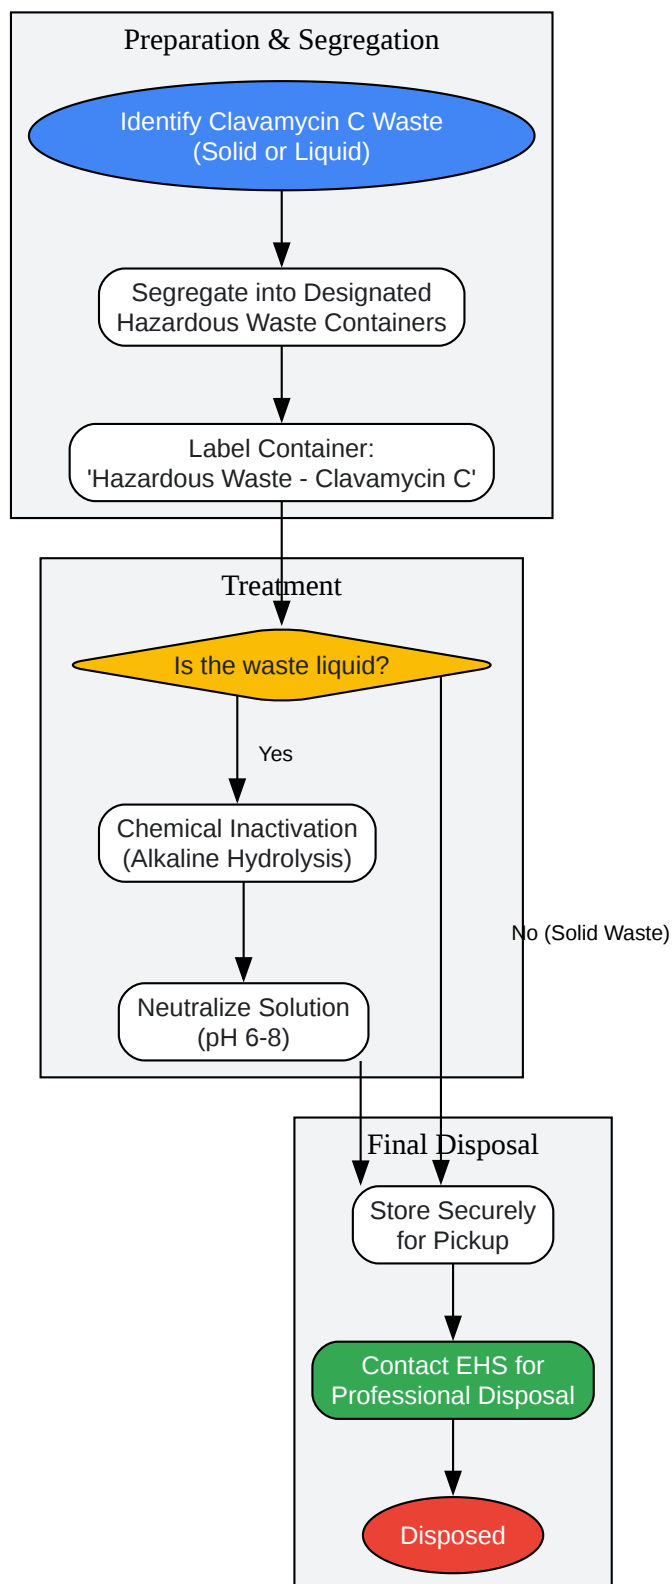 Preparation & Segregation
Identify Clavamycin C Waste
(Solid or Liquid)
Segregate into Designated
Hazardous Waste Containers
Label Container:
'Hazardous Waste - Clavamycin C'
Treatment
Is the waste liquid?
Yes
Chemical Inactivation
(Alkaline Hydrolysis)
No (Solid Waste)
Neutralize Solution
(pH 6-8)
Final Disposal
Store Securely
for Pickup
Contact EHS for
Professional Disposal
Disposed